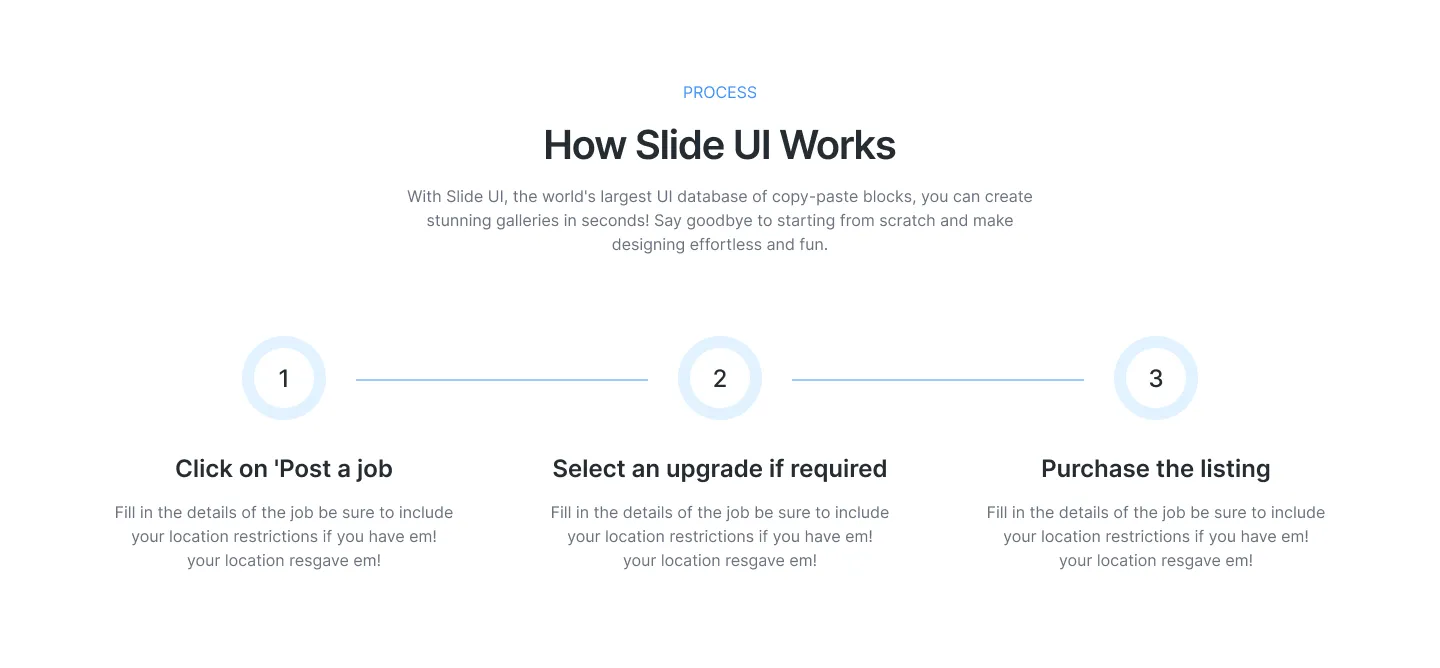 PROCESS
How Slide UI Works
With Slide UI, the world's largest UI database of copy-paste blocks, you can create
stunning galleries in seconds! Say goodbye to starting from scratch and make
designing effortless and fun.
1
2
3
Click on 'Post a job
Fill in the details of the job be sure to include
your location restrictions if you have em!
your location resgave em!
Select an upgrade if required
Fill in the details of the job be sure to include
your location restrictions if you have em!
your location resgave em!
Purchase the listing
Fill in the details of the job be sure to include
your location restrictions if you have em!
your location resgave em!